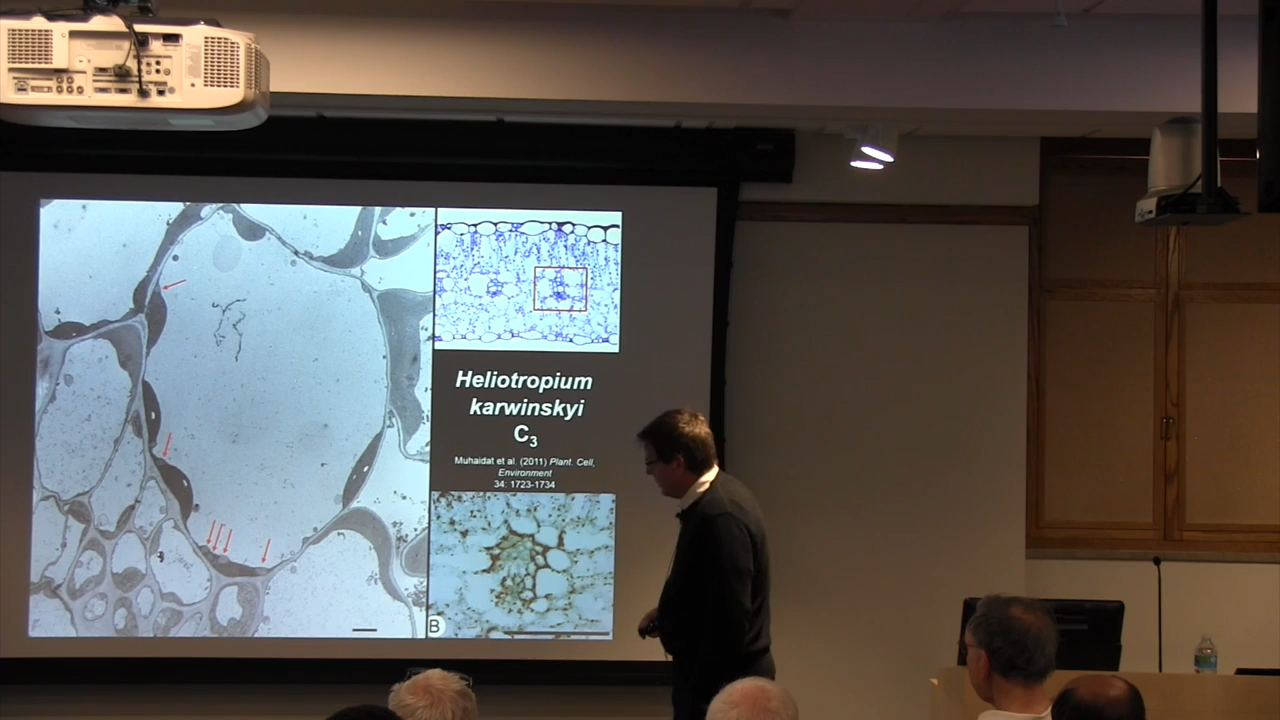 Heliotropium
karwinskyi
C3
Muhaidat et al. (2011) Plant. Cell,
Environment
34: 1723-1734
B